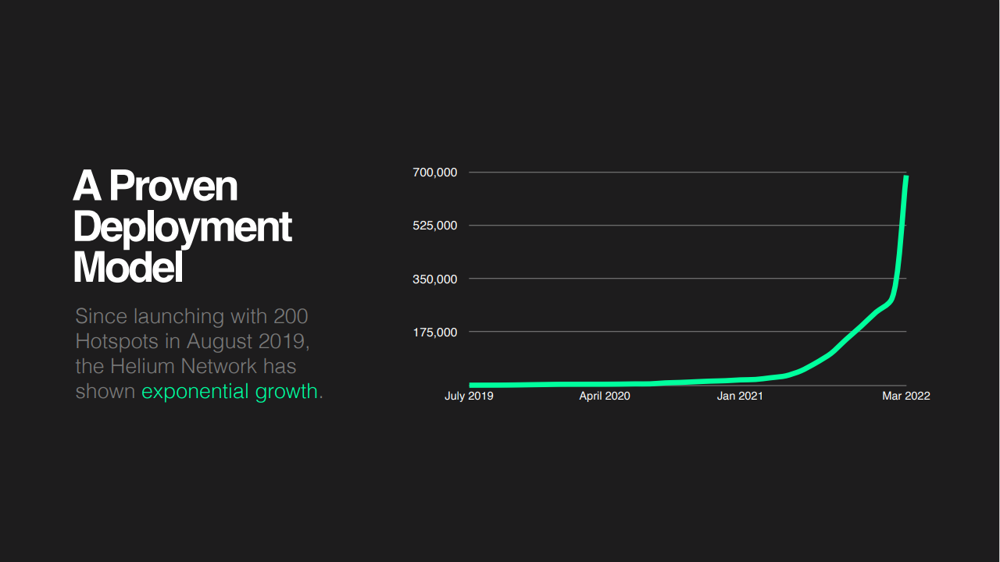 A Proven
Deployment
Model
Since launching with 200
Hotspots in August 2019,
the Helium Network has
shown exponential growth.
700,000
525,000
350,000
175,000
July 2019
April 2020
Jan 2021
Mar 2022